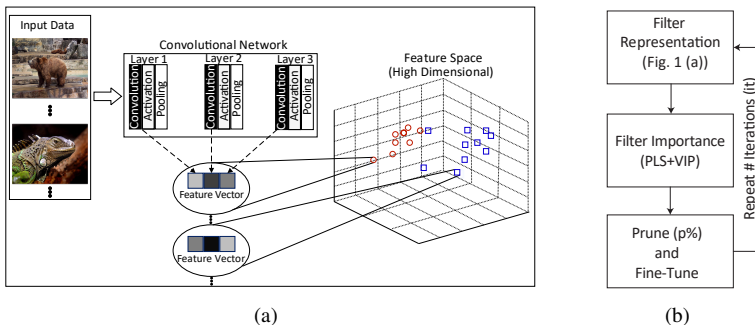 Input Data
Convolutional Network
Layer 1
Layer 2
Layer 3
Convolution
Activation
Pooling
Convolution
Activation
Pooling
Convolution
Activation
Pooling
Feature Vector
Feature Vector
Feature Space
(High Dimensional)
(a)
Filter
Representation
(Fig. 1 (a))
Filter Importance
(PLS+VIP)
Prune (p%)
and
Fine-Tune
Repeat # Iterations (it)
(b)